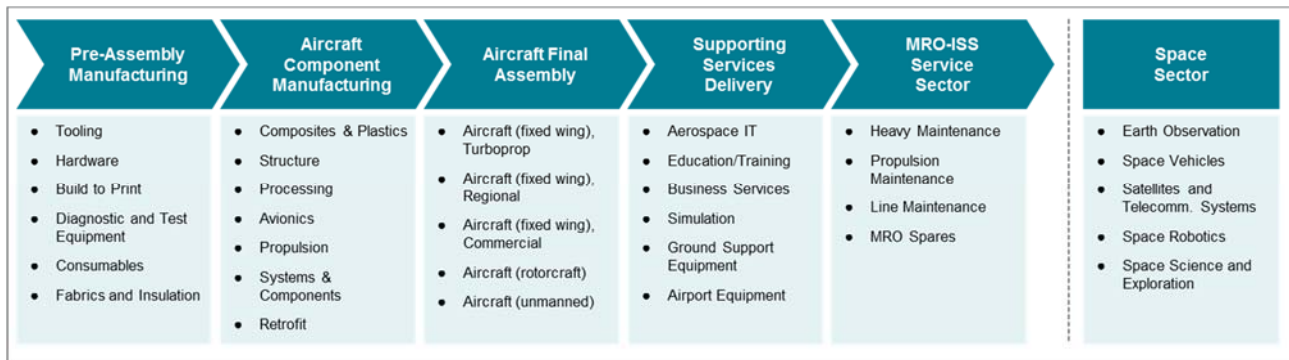 Pre-Assembly
Manufacturing
Aircraft
Component
Manufacturing
Aircraft Final
Assembly
Supporting
Services
Delivery
MRO-ISS
Service
Sector
Space
Sector
● Tooling
● Hardware
● Build to Print
● Diagnostic and Test
Equipment
● Consumables
● Fabrics and Insulation
● Composites & Plastics
● Structure
● Processing
● Avionics
● Propulsion
● Systems &
Components
● Retrofit
● Aircraft (fixed wing),
Turboprop
● Aircraft (fixed wing),
Regional
● Aircraft (fixed wing),
Commercial
● Aircraft (rotorcraft)
● Aircraft (unmanned)
● Aerospace IT
● Education/Training
● Business Services
● Simulation
● Ground Support
Equipment
● Airport Equipment
● Heavy Maintenance
● Propulsion
Maintenance
● Line Maintenance
● MRO Spares
● Earth Observation
● Space Vehicles
● Satellites and
Telecomm. Systems
● Space Robotics
● Space Science and
Exploration